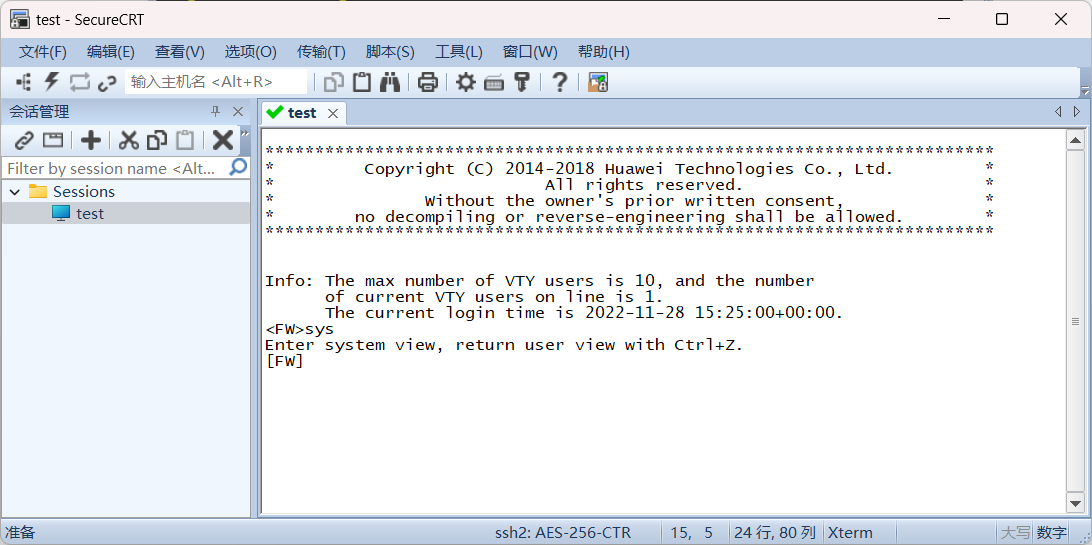 test - SecureCRT
文件(F) 编辑(E) 查看(V) 选项(O) 传输(T) 脚本(S) 工具(L) 窗口(W) 帮助(H)
输入主机名 <Alt+R>
会话管理
Filter by session name <Alt...
Sessions
test
test
*************************************************************************
* Copyright (C) 2014-2018 Huawei Technologies Co., Ltd. *
* All rights reserved. *
* Without the owner's prior written consent, *
* no decompiling or reverse-engineering shall be allowed. *
*************************************************************************
Info: The max number of VTY users is 10, and the number
of current VTY users on line is 1.
The current login time is 2022-11-28 15:25:00+00:00.
<FW>sys
Enter system view, return user view with Ctrl+Z.
[FW]
准备 ssh2: AES-256-CTR 15, 5 24 行, 80 列 Xterm 大写 数字